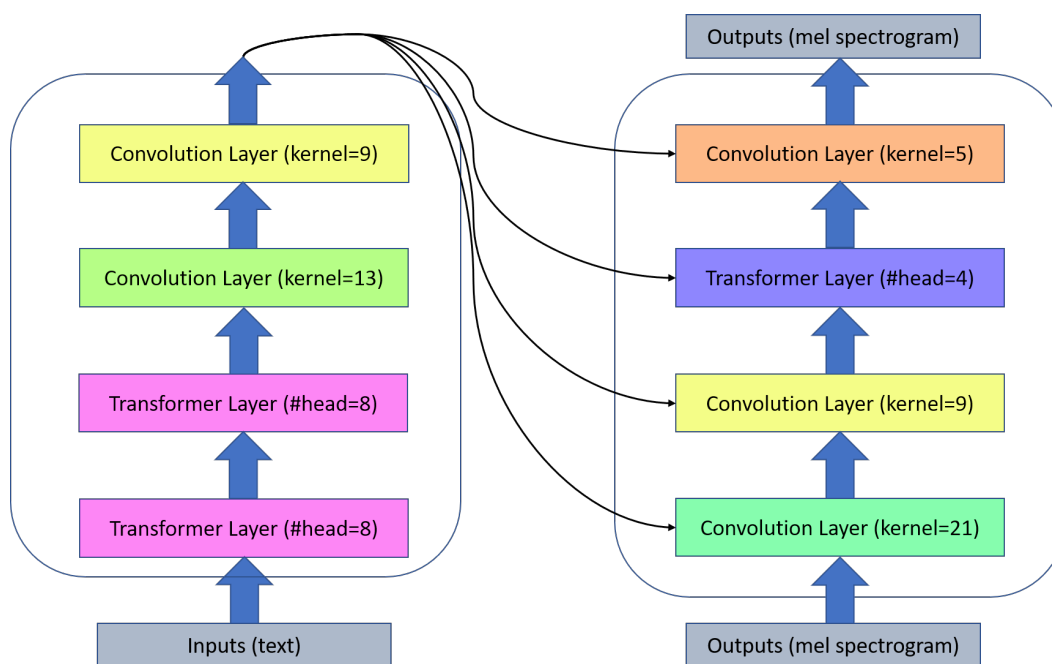 Convolution Layer (kernel=9)
Convolution Layer (kernel=13)
Transformer Layer (#head=8)
Transformer Layer (#head=8)
Inputs (text)
Outputs (mel spectrogram)
Convolution Layer (kernel=5)
Transformer Layer (#head=4)
Convolution Layer (kernel=9)
Convolution Layer (kernel=21)
Outputs (mel spectrogram)